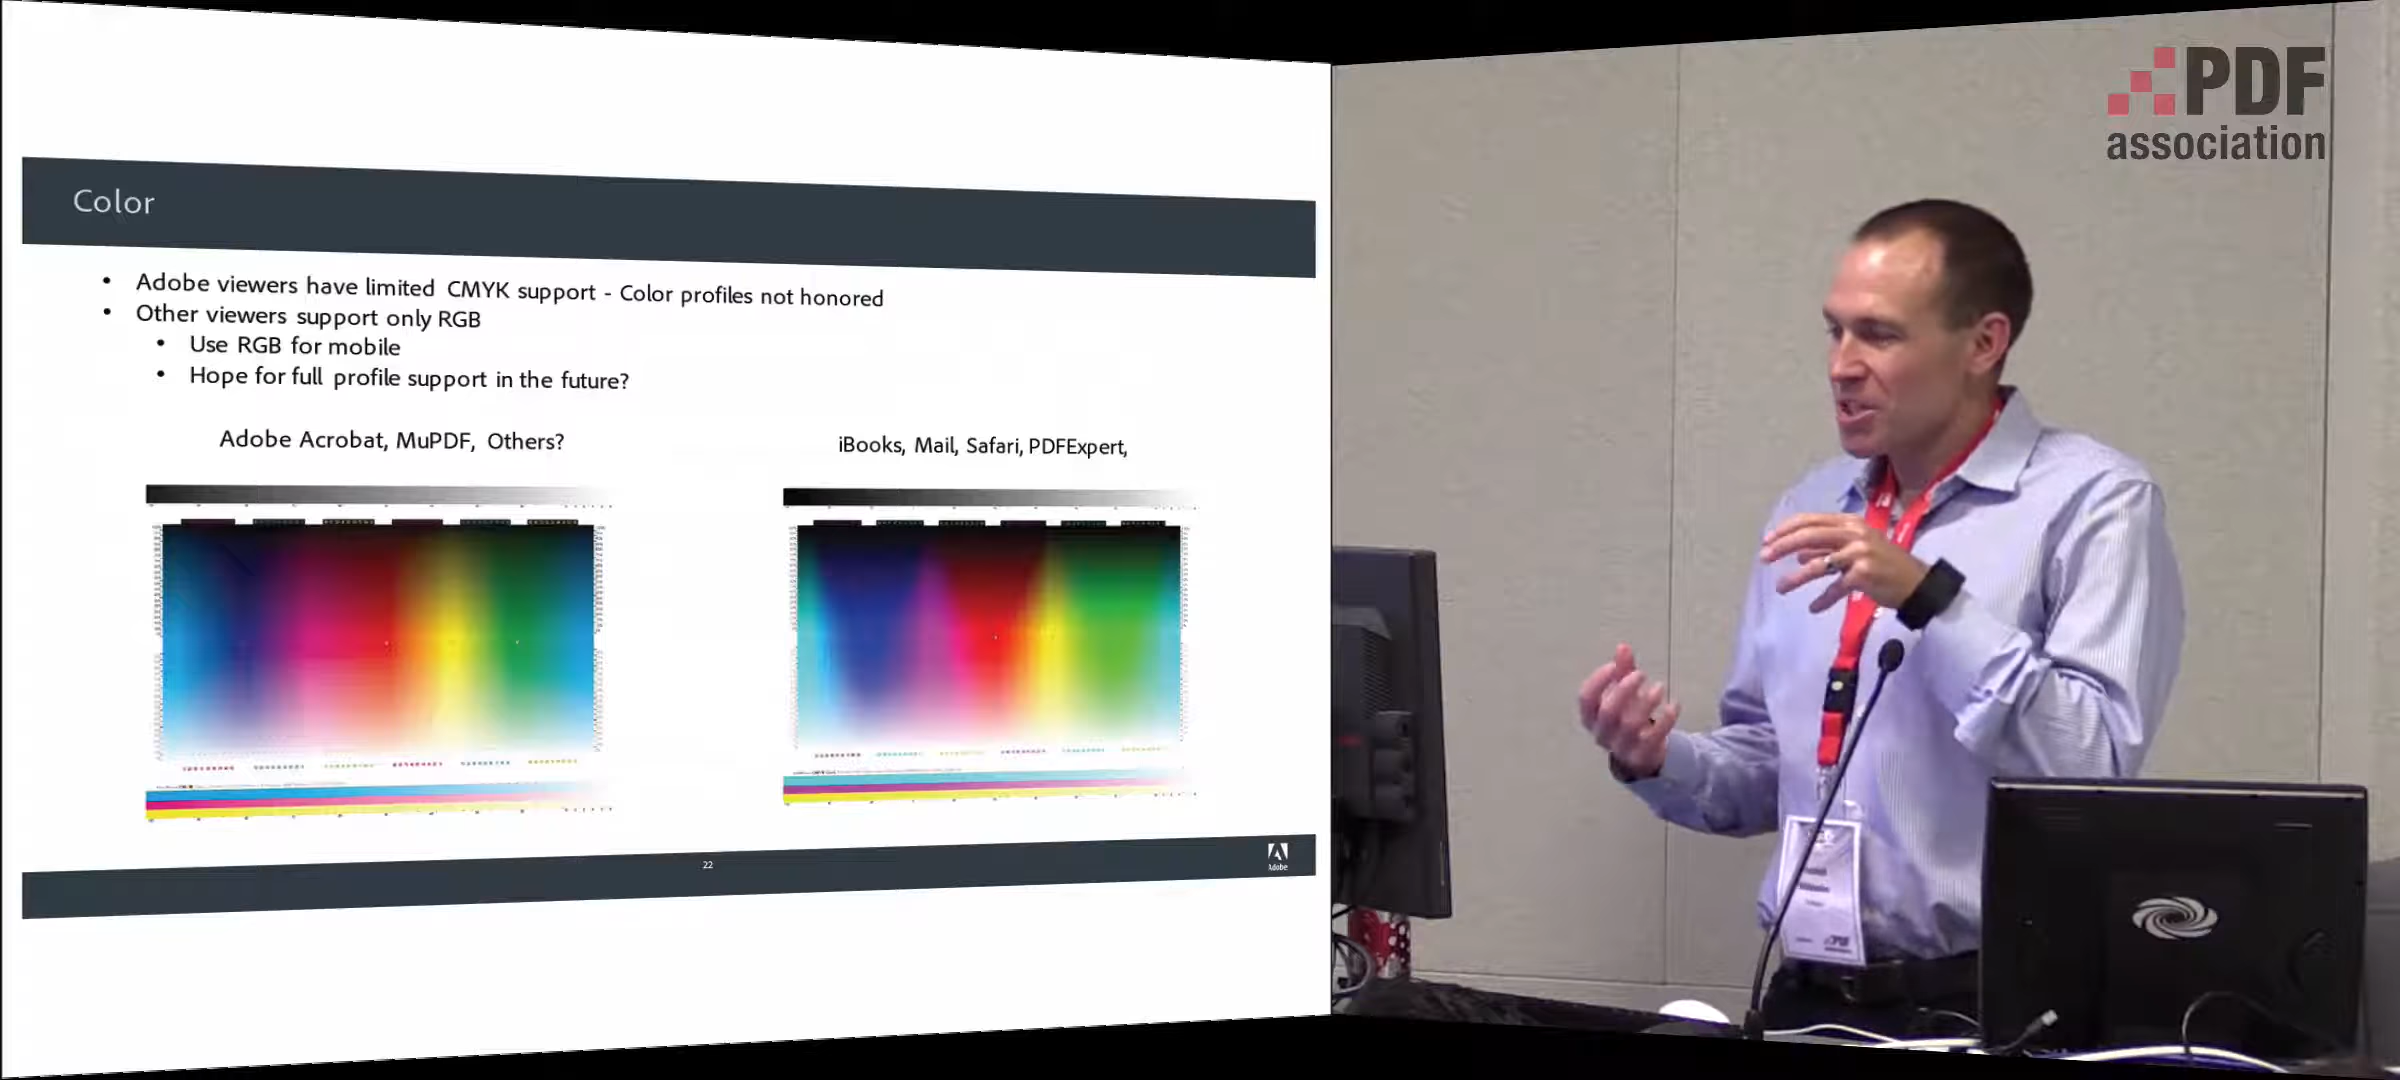 PDF
association
Color
• Adobe viewers have limited CMYK support - Color profiles not honored
• Other viewers support only RGB
• Use RGB for mobile
• Hope for full profile support in the future?
Adobe Acrobat, MuPDF, Others?
iBooks, Mail, Safari, PDFExpert,
22
Adobe
PDF